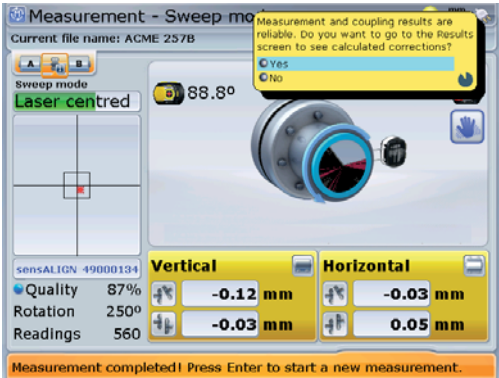 Measurement - Sweep mo
mm
Current file name: ACME 257B
Measurement and coupling results are
reliable. Do you want to go to the Results
screen to see calculated corrections?
Yes
No
A
B
Sweep mode
Laser centred
88.8º
sensALIGN 49000134
Quality 87%
Rotation 250º
Readings 560
Vertical
-0.12 mm
-0.03 mm
Horizontal
-0.03 mm
0.05 mm
Measurement completed! Press Enter to start a new measurement.